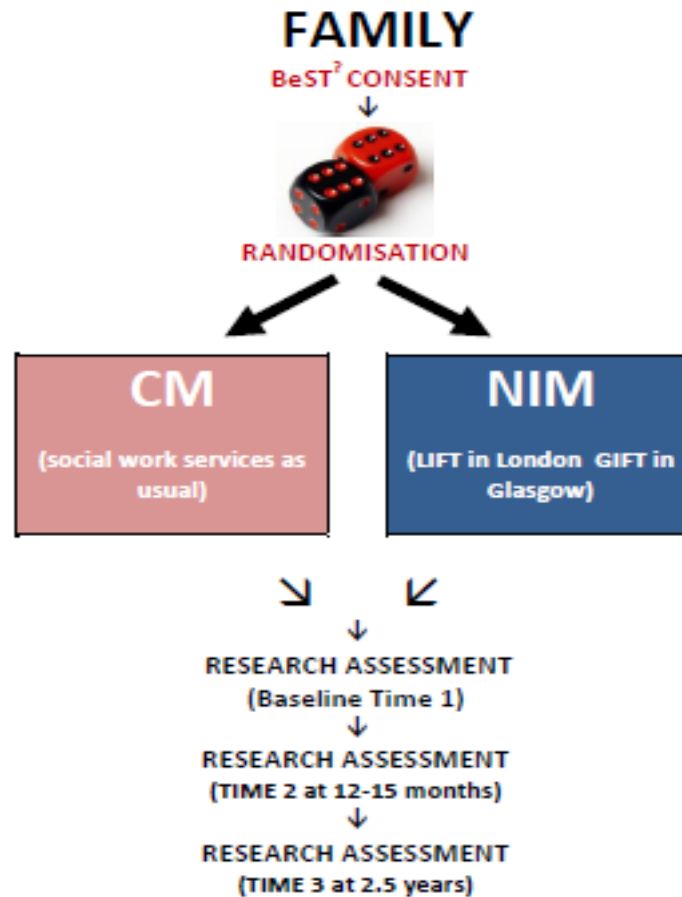 FAMILY
BeST? CONSENT
RANDOMISATION
CM
(social work services as
usual)
NIM
(LIFT in London GIFT in
Glasgow)
RESEARCH ASSESSMENT
(Baseline Time 1)
RESEARCH ASSESSMENT
(TIME 2 at 12-15 months)
RESEARCH ASSESSMENT
(TIME 3 at 2.5 years)